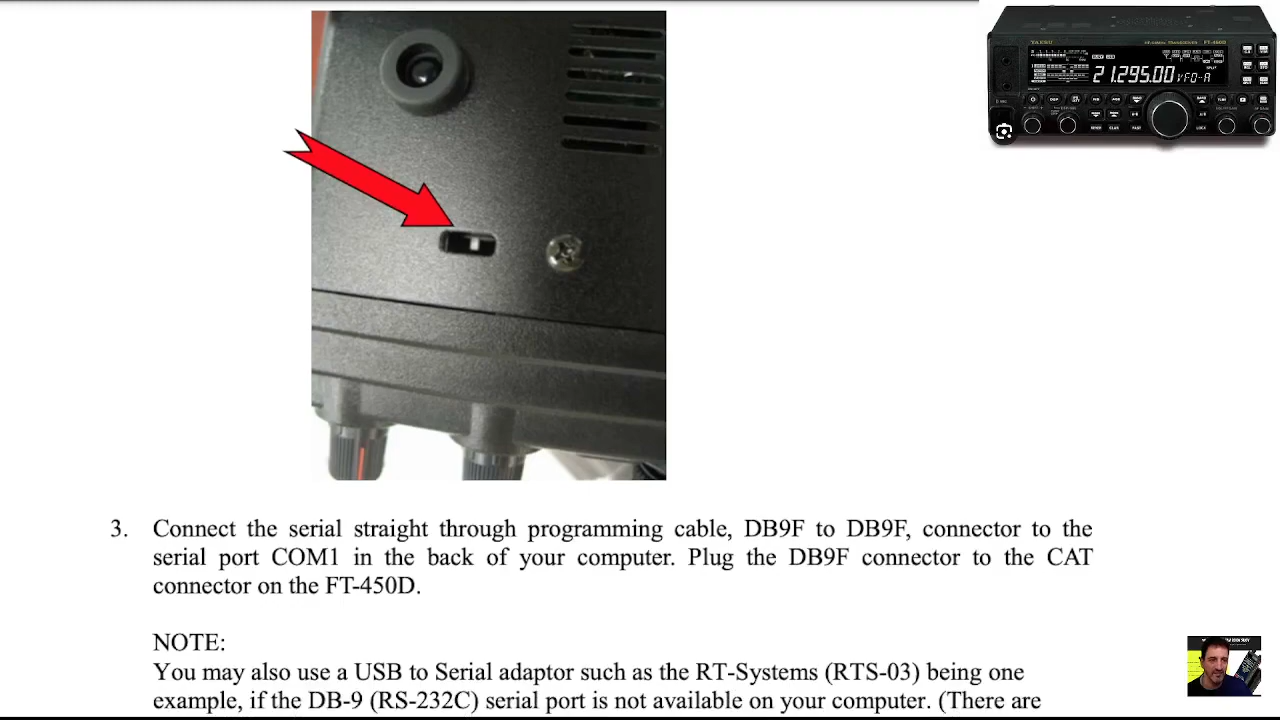 YAESU
FT-450D
21.295.00 VFO-A
3. Connect the serial straight through programming cable, DB9F to DB9F, connector to the
serial port COM1 in the back of your computer. Plug the DB9F connector to the CAT
connector on the FT-450D.
NOTE:
You may also use a USB to Serial adaptor such as the RT-Systems (RTS-03) being one
example, if the DB-9 (RS-232C) serial port is not available on your computer. (There are